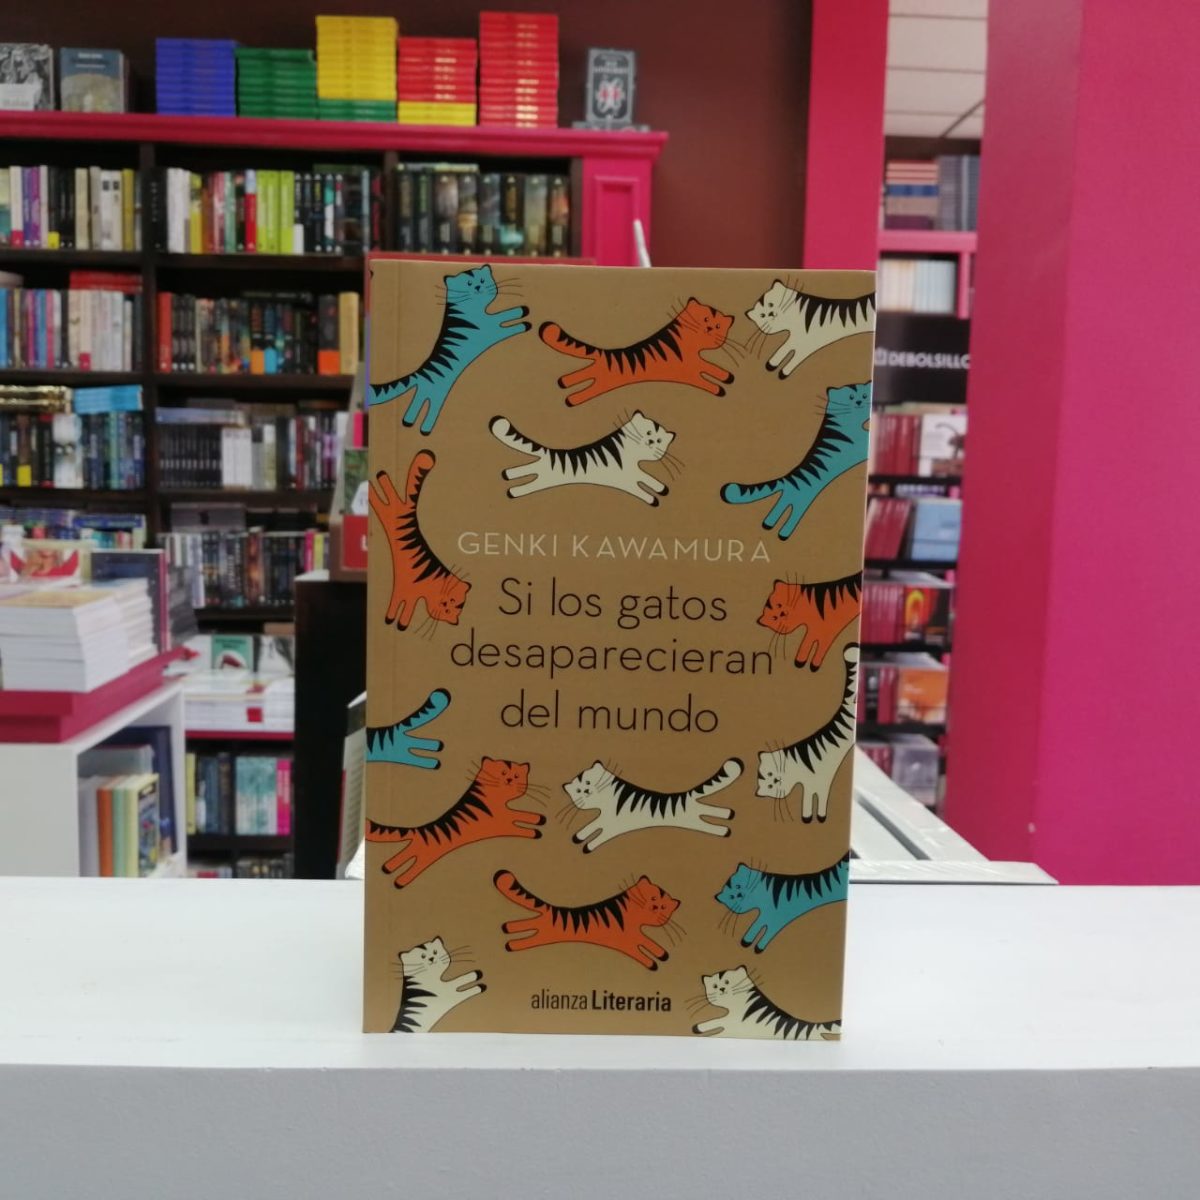 GENKI KAWAMURA
Si los gatos
desaparecieran
del mundo
alianza Literaria
DEBOLSILLO